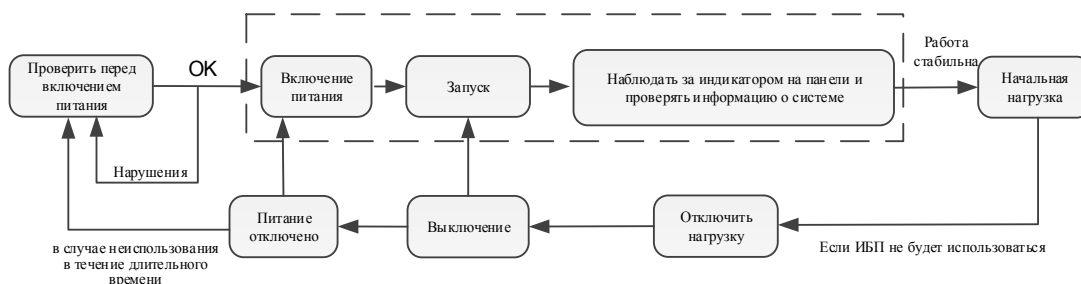 Проверить перед
включением
питания
OK
Включение
питания
Запуск
Наблюдать за индикатором на панели и
проверять информацию о системе
Работа
стабильна
Начальная
нагрузка
Нарушения
Питание
отключено
Выключение
Отключить
нагрузку
Если ИБП не будет использоваться
в случае неиспользования
в течение длительного
времени